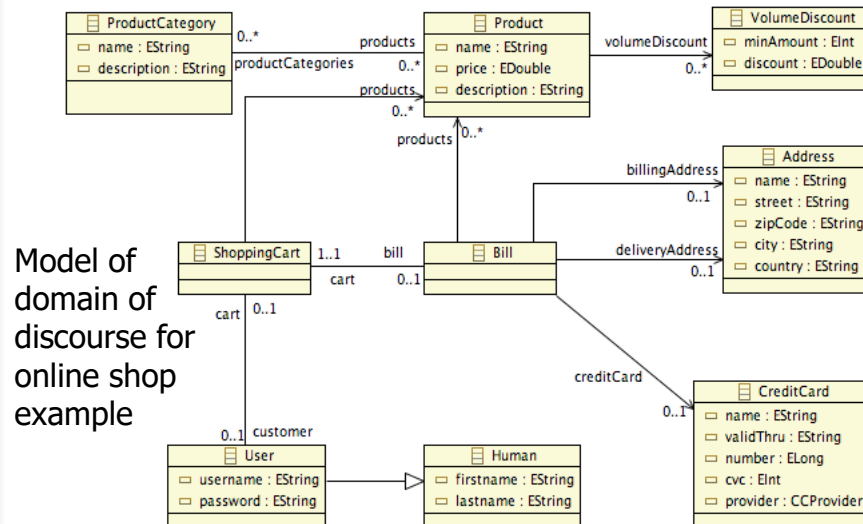 ProductCategory
name : EString
description : EString
0..*
productCategories
products
0..*
Product
name : EString
price : EDouble
description : EString
volumeDiscount
0..*
VolumeDiscount
minAmount : EInt
discount : EDouble
products
0..*
products
0..*
billingAddress
0..1
deliveryAddress
0..1
Address
name : EString
street : EString
zipCode : EString
city : EString
country : EString
Model of
domain of
discourse for
online shop
example
ShoppingCart
1..1
cart
bill
0..1
Bill
cart
0..1
creditCard
0..1
CreditCard
name : EString
validThru : EString
number : ELong
cvc : EInt
provider : CCProvider
0..1
customer
User
username : EString
password : EString
Human
firstname : EString
lastname : EString